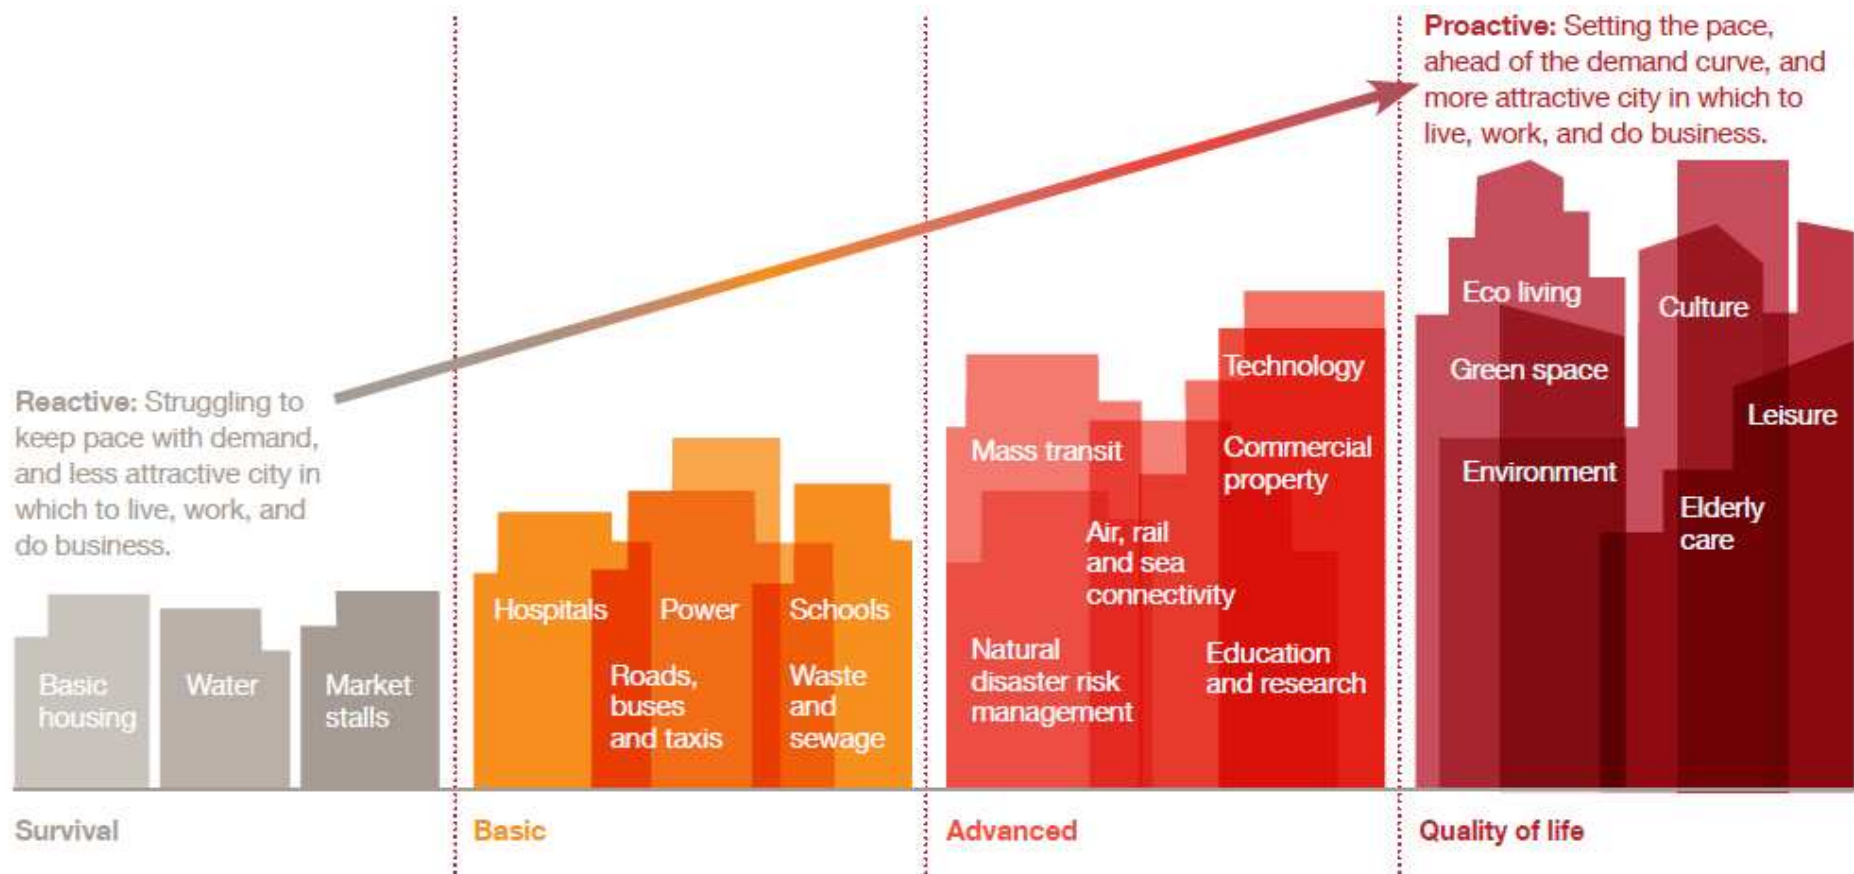 Proactive: Setting the pace,
ahead of the demand curve, and
more attractive city in which to
live, work, and do business.
Reactive: Struggling to
keep pace with demand,
and less attractive city in
which to live, work, and
do business.
Basic
housing
Water
Market
stalls
Hospitals
Power
Schools
Roads,
buses
and taxis
Waste
and
sewage
Mass transit
Technology
Commercial
property
Air, rail
and sea
connectivity
Natural
disaster risk
management
Education
and research
Eco living
Culture
Green space
Leisure
Environment
Elderly
care
Survival
Basic
Advanced
Quality of life